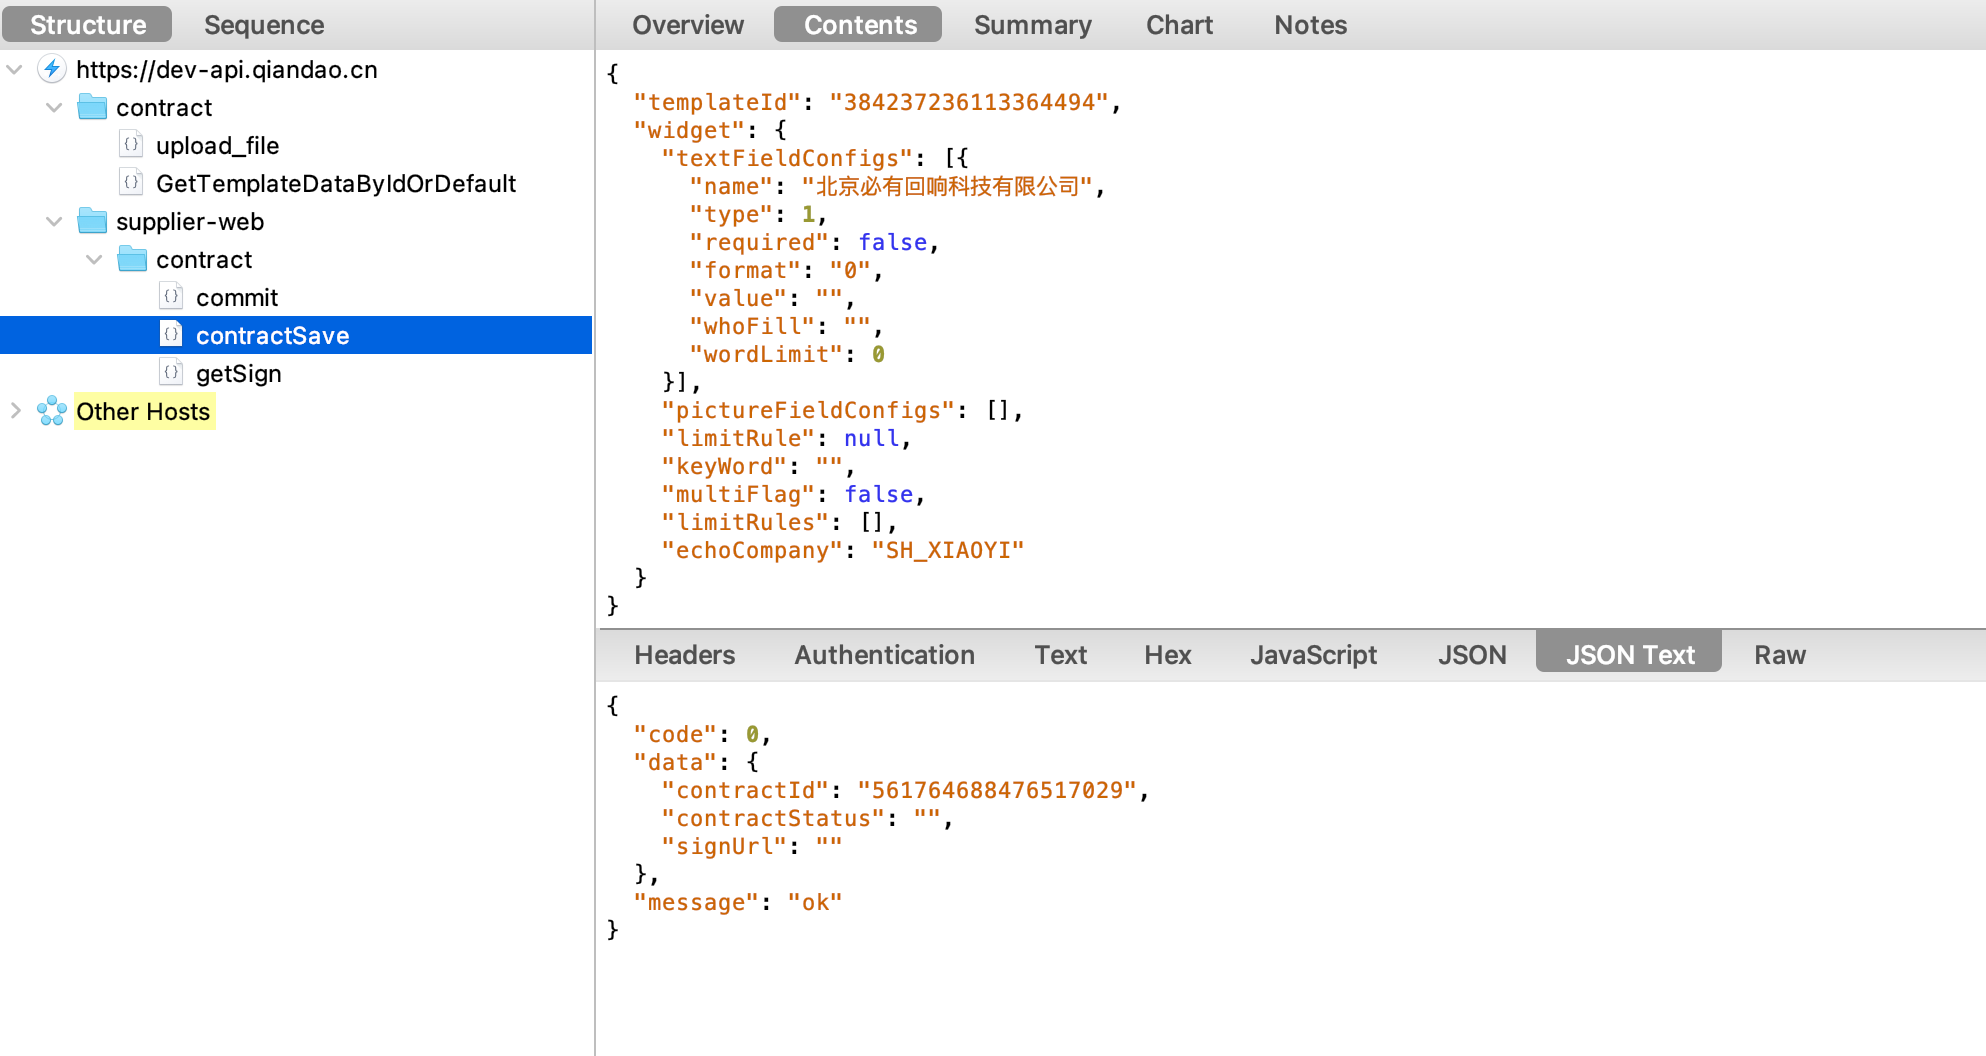 Structure
Sequence
https://dev-api.qiandao.cn
contract
upload_file
GetTemplateDataByIdOrDefault
supplier-web
contract
commit
contractSave
getSign
Other Hosts
Overview
Contents
Summary
Chart
Notes
{
"templateId": "384237236113364494",
"widget": {
"textFieldConfigs": [{
"name": "北京必有回响科技有限公司",
"type": 1,
"required": false,
"format": "0",
"value": "",
"whoFill": "",
"wordLimit": 0
}],
"pictureFieldConfigs": [],
"limitRule": null,
"keyWord": "",
"multiFlag": false,
"limitRules": [],
"echoCompany": "SH_XIAOYI"
}
}
Headers
Authentication
Text
Hex
JavaScript
JSON
JSON Text
Raw
{
"code": 0,
"data": {
"contractId": "561764688476517029",
"contractStatus": "",
"signUrl": ""
},
"message": "ok"
}